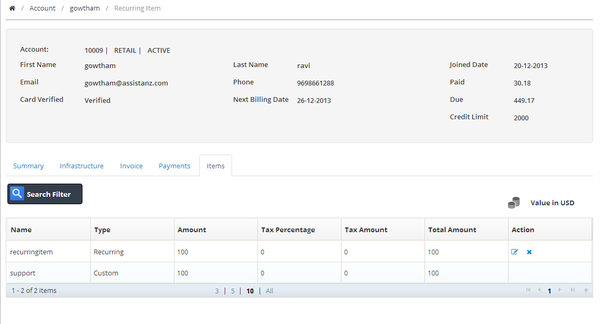 / Account / gowtham / Recurring Item
Account: 10009 | RETAIL | ACTIVE
First Name gowtham Last Name ravi Joined Date 20-12-2013
Email gowtham@assistanz.com Phone 9698661288 Paid 30.18
Card Verified Verified Next Billing Date 26-12-2013 Due 449.17
Credit Limit 2000
Summary Infrastructure Invoice Payments Items
Search Filter
Value in USD
Name Type Amount Tax Percentage Tax Amount Total Amount Action
recurringitem Recurring 100 0 0 100
support Custom 100 0 0 100
1 - 2 of 2 items 3 | 5 | 10 | All 1